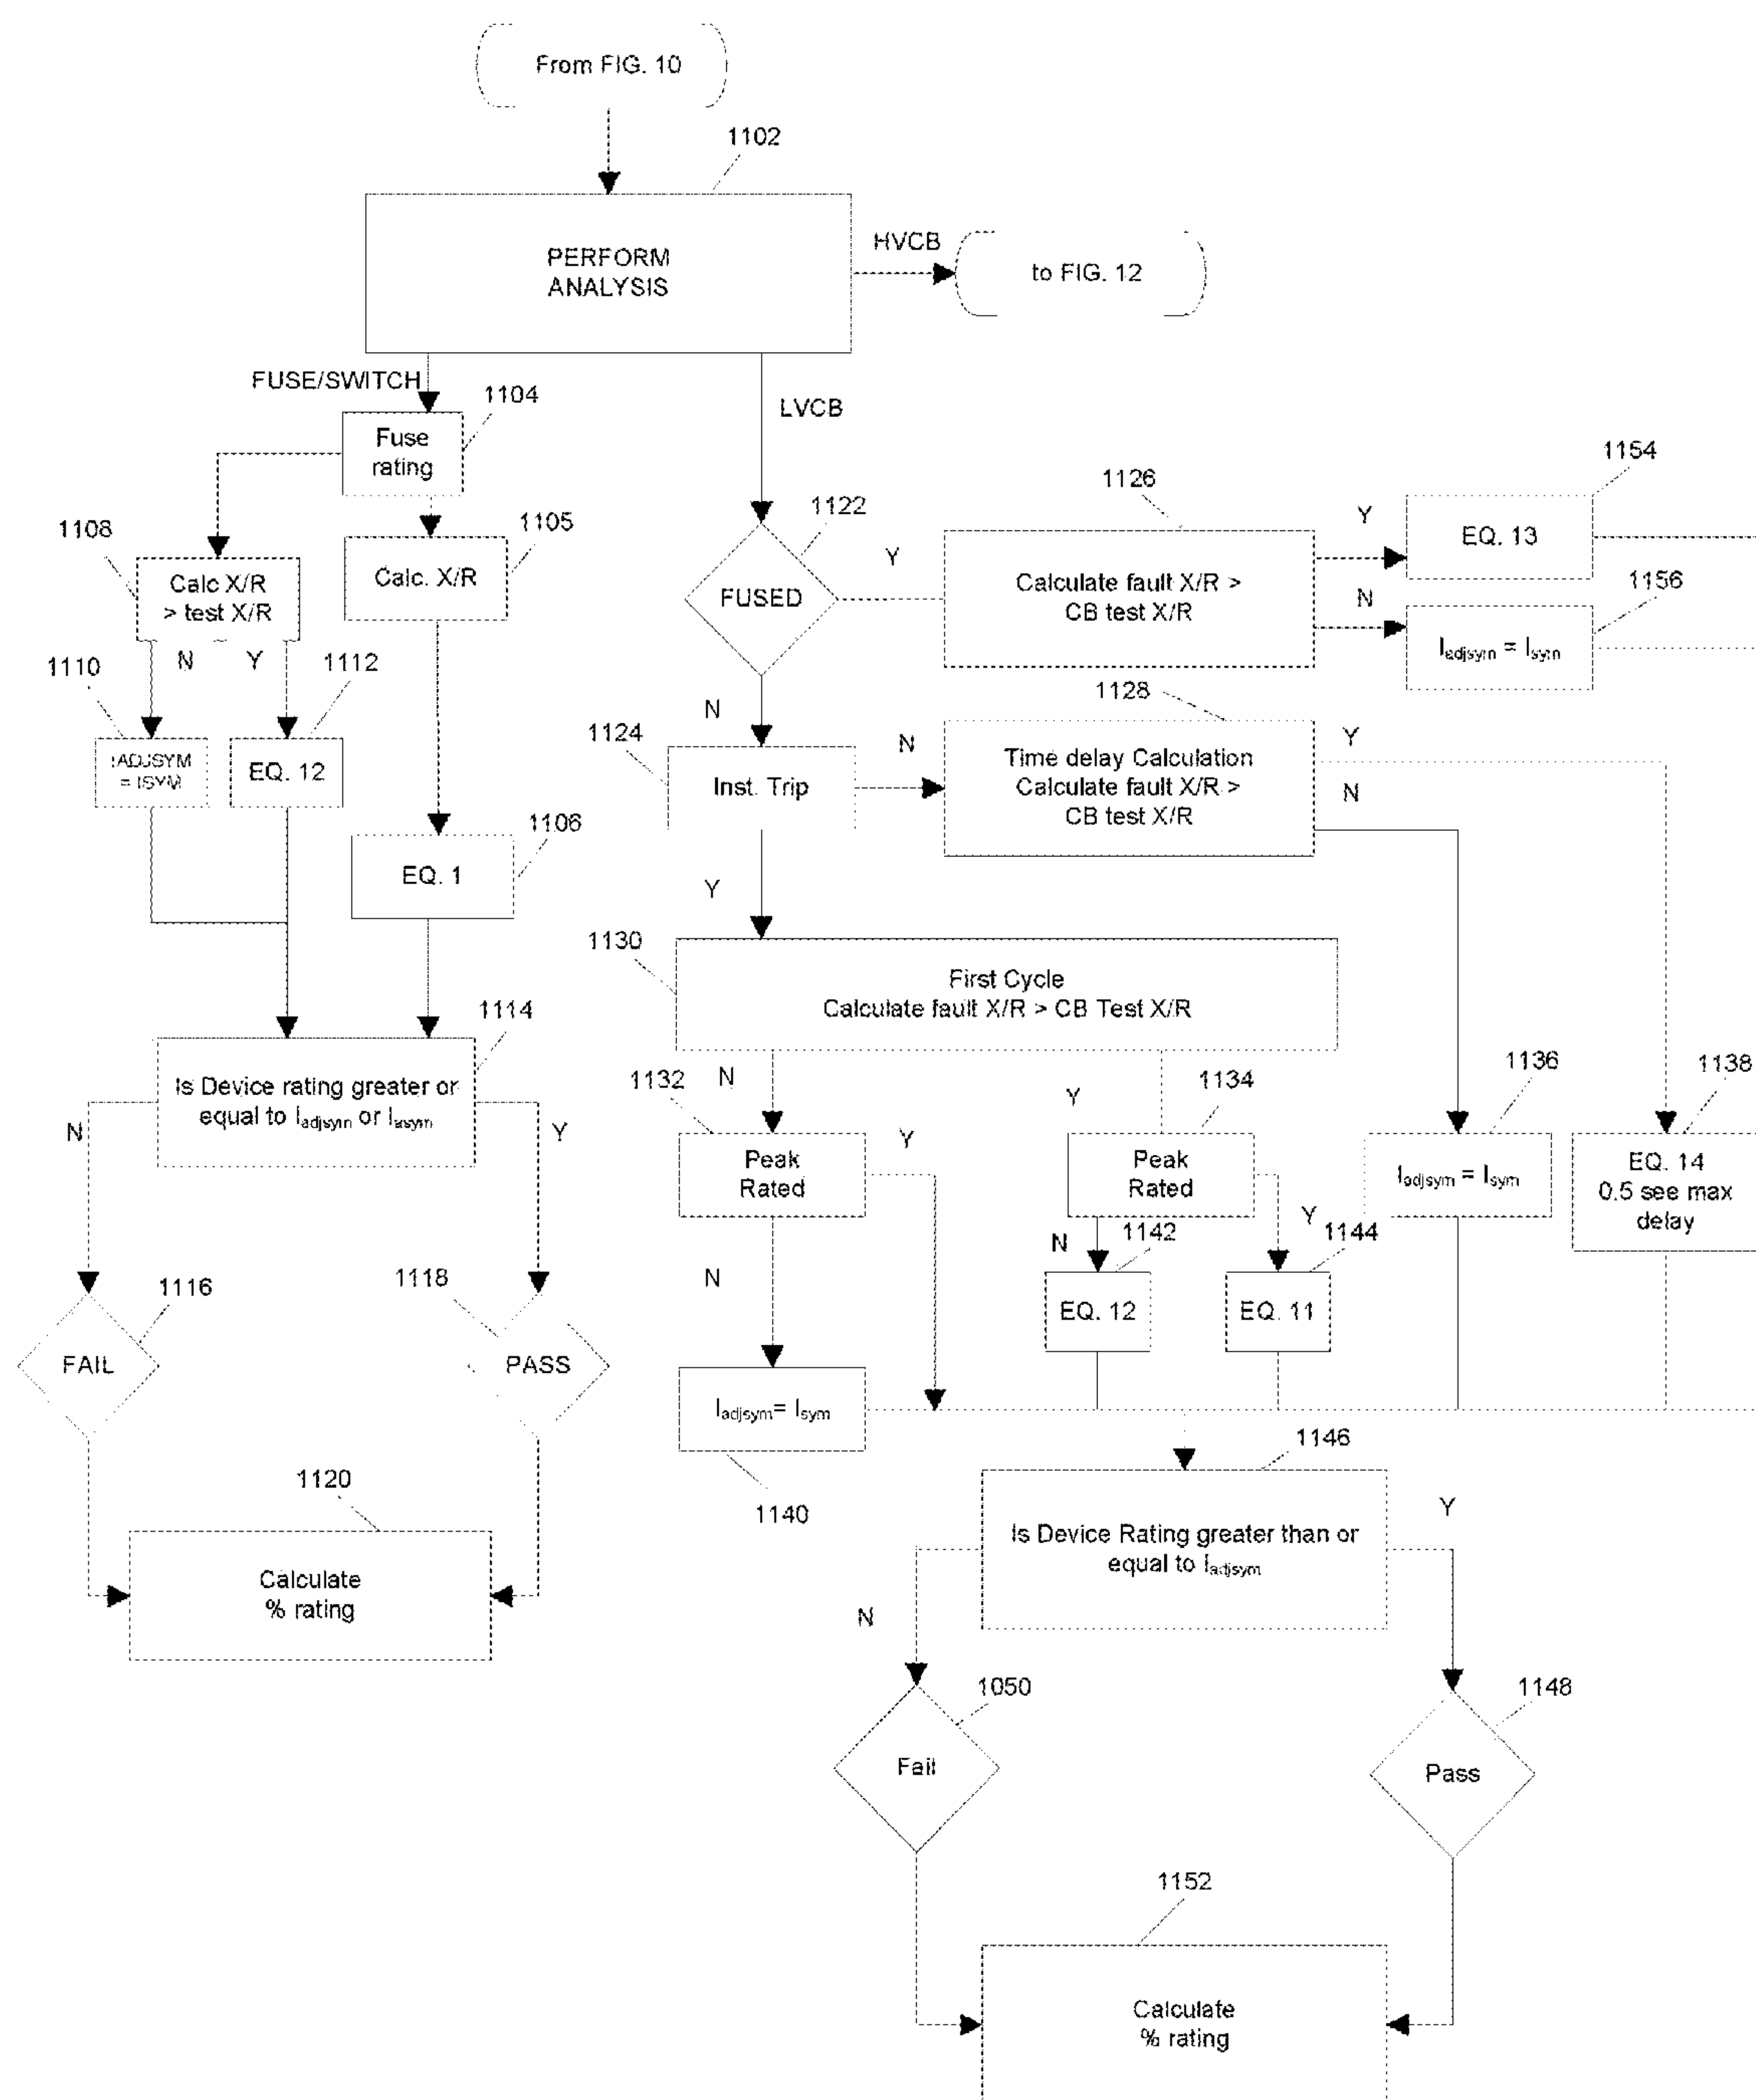 From FIG. 10
1102
PERFORM
ANALYSIS
HVCB
to FIG. 12
FUSE/SWITCH
LVCB
1104
Fuse
rating
1108
Calc X/R
> test X/R
1105
Calc. X/R
1122
FUSED
Y
1126
Calculate fault X/R >
CB test X/R
Y
1154
EQ. 13
N
1156
Iadjsym = Isym
N
Y
1110
IADJSYM
= ISYM
1112
EQ. 12
N
1124
Inst. Trip
N
1128
Time delay Calculation
Calculate fault X/R >
CB test X/R
Y
N
1106
EQ. 1
Y
1130
First Cycle
Calculate fault X/R > CB Test X/R
1114
Is Device rating greater or
equal to Iadjsym or Iasym
N
Y
1132
N
Peak
Rated
Y
N
Y
1134
Peak
Rated
N
Y
1136
Iadjsym = Isym
1138
EQ. 14
0.5 see max
delay
1142
EQ. 12
1144
EQ. 11
1116
FAIL
1118
PASS
Iadjsym= Isym
1140
1120
Calculate
% rating
1146
Is Device Rating greater than or
equal to Iadjsym
N
Y
1050
Fail
1148
Pass
1152
Calculate
% rating